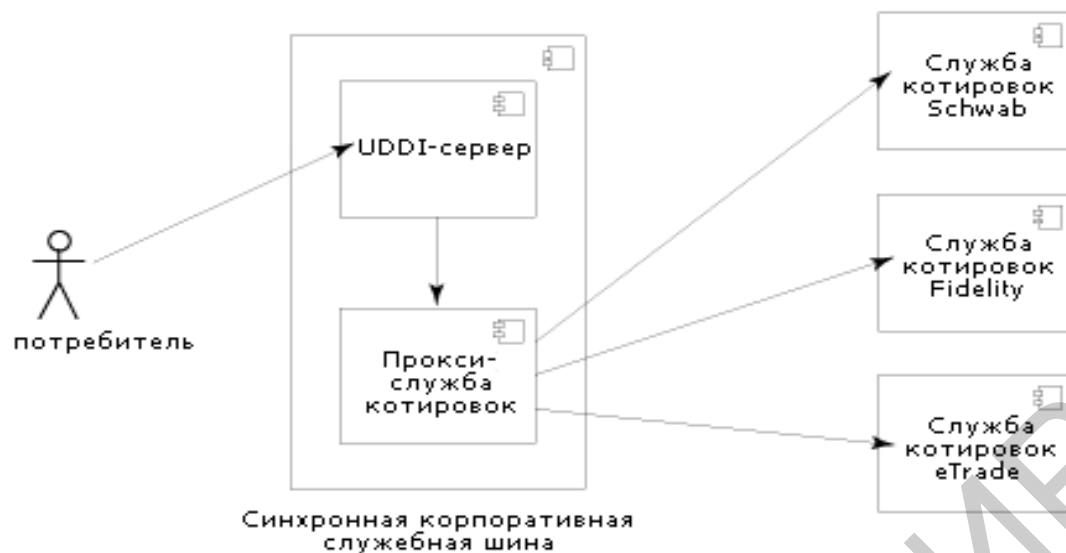 потребитель
UDDI-сервер
Прокси-
служба
котировок
Синхронная корпоративная
служебная шина
Служба
котировок
Schwab
Служба
котировок
Fidelity
Служба
котировок
eTrade